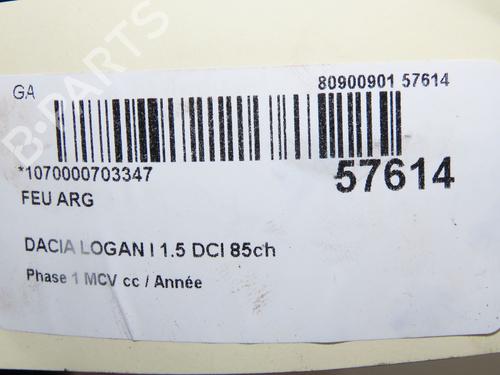 B-PARTS
GA
80900901 57614
*1070000703347
57614
FEU ARG
DACIA LOGAN I 1.5 DCI 85ch
Phase 1 MCV cc / Année